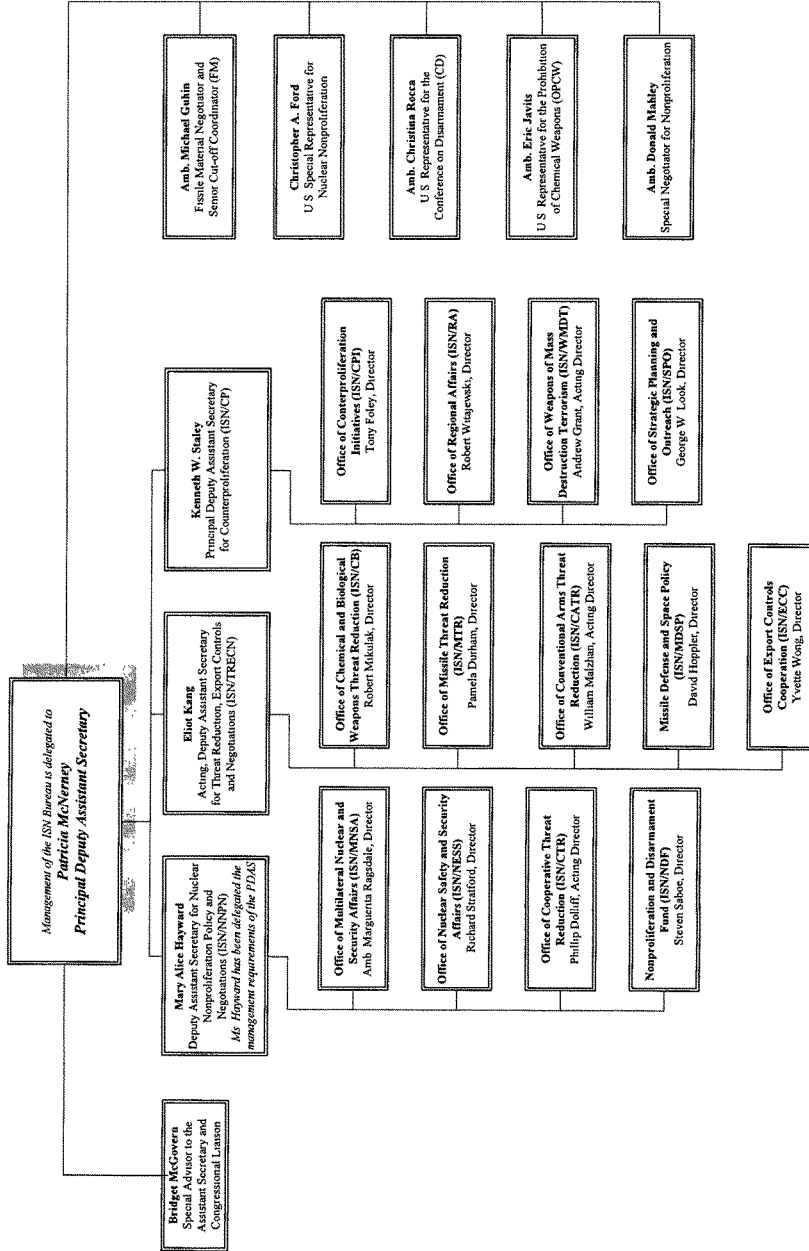 Management of the ISN Bureau is delegated to
Patricia McNerney
Principal Deputy Assistant Secretary
Bridget McGovern
Special Advisor to the
Assistant Secretary and
Congressional Liaison
Mary Alice Hayward
Deputy Assistant Secretary for Nuclear
Nonproliferation Policy and
Negotiations (ISN/NNPN)
Ms Hayward has been delegated the
management requirements of the PDAS
Office of Multilateral Nuclear and
Security Affairs (ISN/MNSA)
Amb Marguerita Ragsdale, Director
Office of Nuclear Safety and Security
Affairs (ISN/NESS)
Richard Stratford, Director
Office of Cooperative Threat
Reduction (ISN/CTR)
Phillip Dolliff, Acting Director
Nonproliferation and Disarmament
Fund (ISN/NDF)
Steven Saboe, Director
Eliot Kang
Acting, Deputy Assistant Secretary
for Threat Reduction, Export Controls
and Negotiations (ISN/TRECN)
Office of Chemical and Biological
Weapons Threat Reduction (ISN/CB)
Robert Mikulak, Director
Office of Missile Threat Reduction
(ISN/MTR)
Pamela Durham, Director
Office of Conventional Arms Threat
Reduction (ISN/CATR)
William Malzhan, Acting Director
Missile Defense and Space Policy
(ISN/MDSP)
David Hoppler, Director
Office of Export Controls
Cooperation (ISN/ECC)
Yvette Wong, Director
Kenneth W. Staley
Principal Deputy Assistant Secretary
for Counterproliferation (ISN/CP)
Office of Counterproliferation
Initiatives (ISN/CPI)
Tony Foley, Director
Office of Regional Affairs (ISN/RA)
Robert Witajewski, Director
Office of Weapons of Mass
Destruction Terrorism (ISN/WMDT)
Andrew Grant, Acting Director
Office of Strategic Planning and
Outreach (ISN/SPO)
George W Look, Director
Amb. Michael Guhin
Fissile Material Negotiator and
Senior Cut-off Coordinator (FM)
Christopher A. Ford
U S Special Representative for
Nuclear Nonproliferation
Amb. Christina Rocca
U S Representative for the
Conference on Disarmament (CD)
Amb. Eric Javits
U S Representative for the Prohibition
of Chemical Weapons (OPCW)
Amb. Donald Mahley
Special Negotiator for Nonproliferation